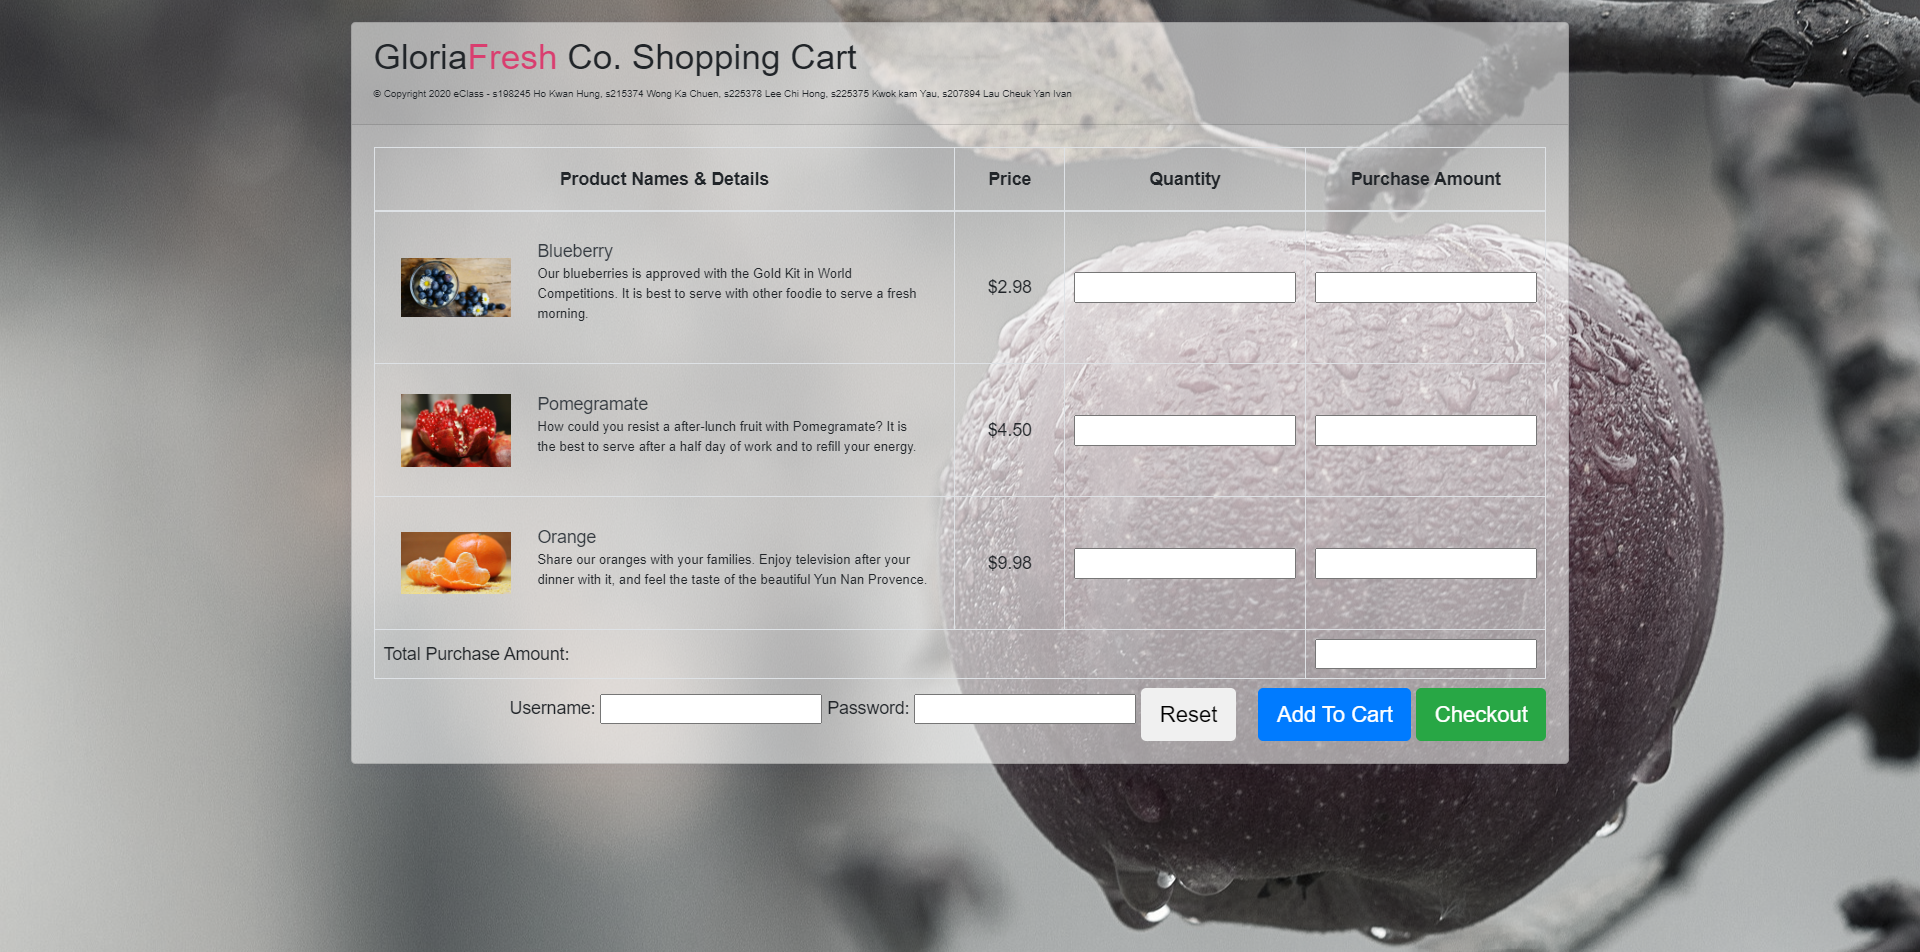 GloriaFresh Co. Shopping Cart
© Copyright 2020 eClass - s198245 Ho Kwan Hung, s215374 Wong Ka Chuen, s225378 Lee Chi Hong, s225375 Kwok kam Yau, s207894 Lau Cheuk Yan Ivan
Product Names & Details Price Quantity Purchase Amount
Blueberry
Our blueberries is approved with the Gold Kit in World
Competitions. It is best to serve with other foodie to serve a fresh
morning.
$2.98
Pomegramate
How could you resist a after-lunch fruit with Pomegramate? It is
the best to serve after a half day of work and to refill your energy.
$4.50
Orange
Share our oranges with your families. Enjoy television after your
dinner with it, and feel the taste of the beautiful Yun Nan Provence.
$9.98
Total Purchase Amount:
Username: Password: Reset Add To Cart Checkout